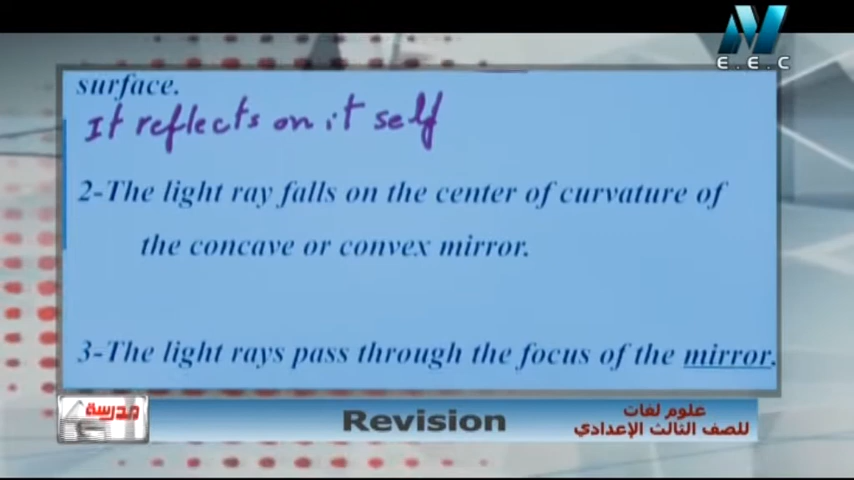 E.E.C
surface.
It reflects on it self
2-The light ray falls on the center of curvature of
the concave or convex mirror.
3-The light rays pass through the focus of the mirror.
مدرسة
Revision
علوم لغات
للصف الثالث الإعدادي